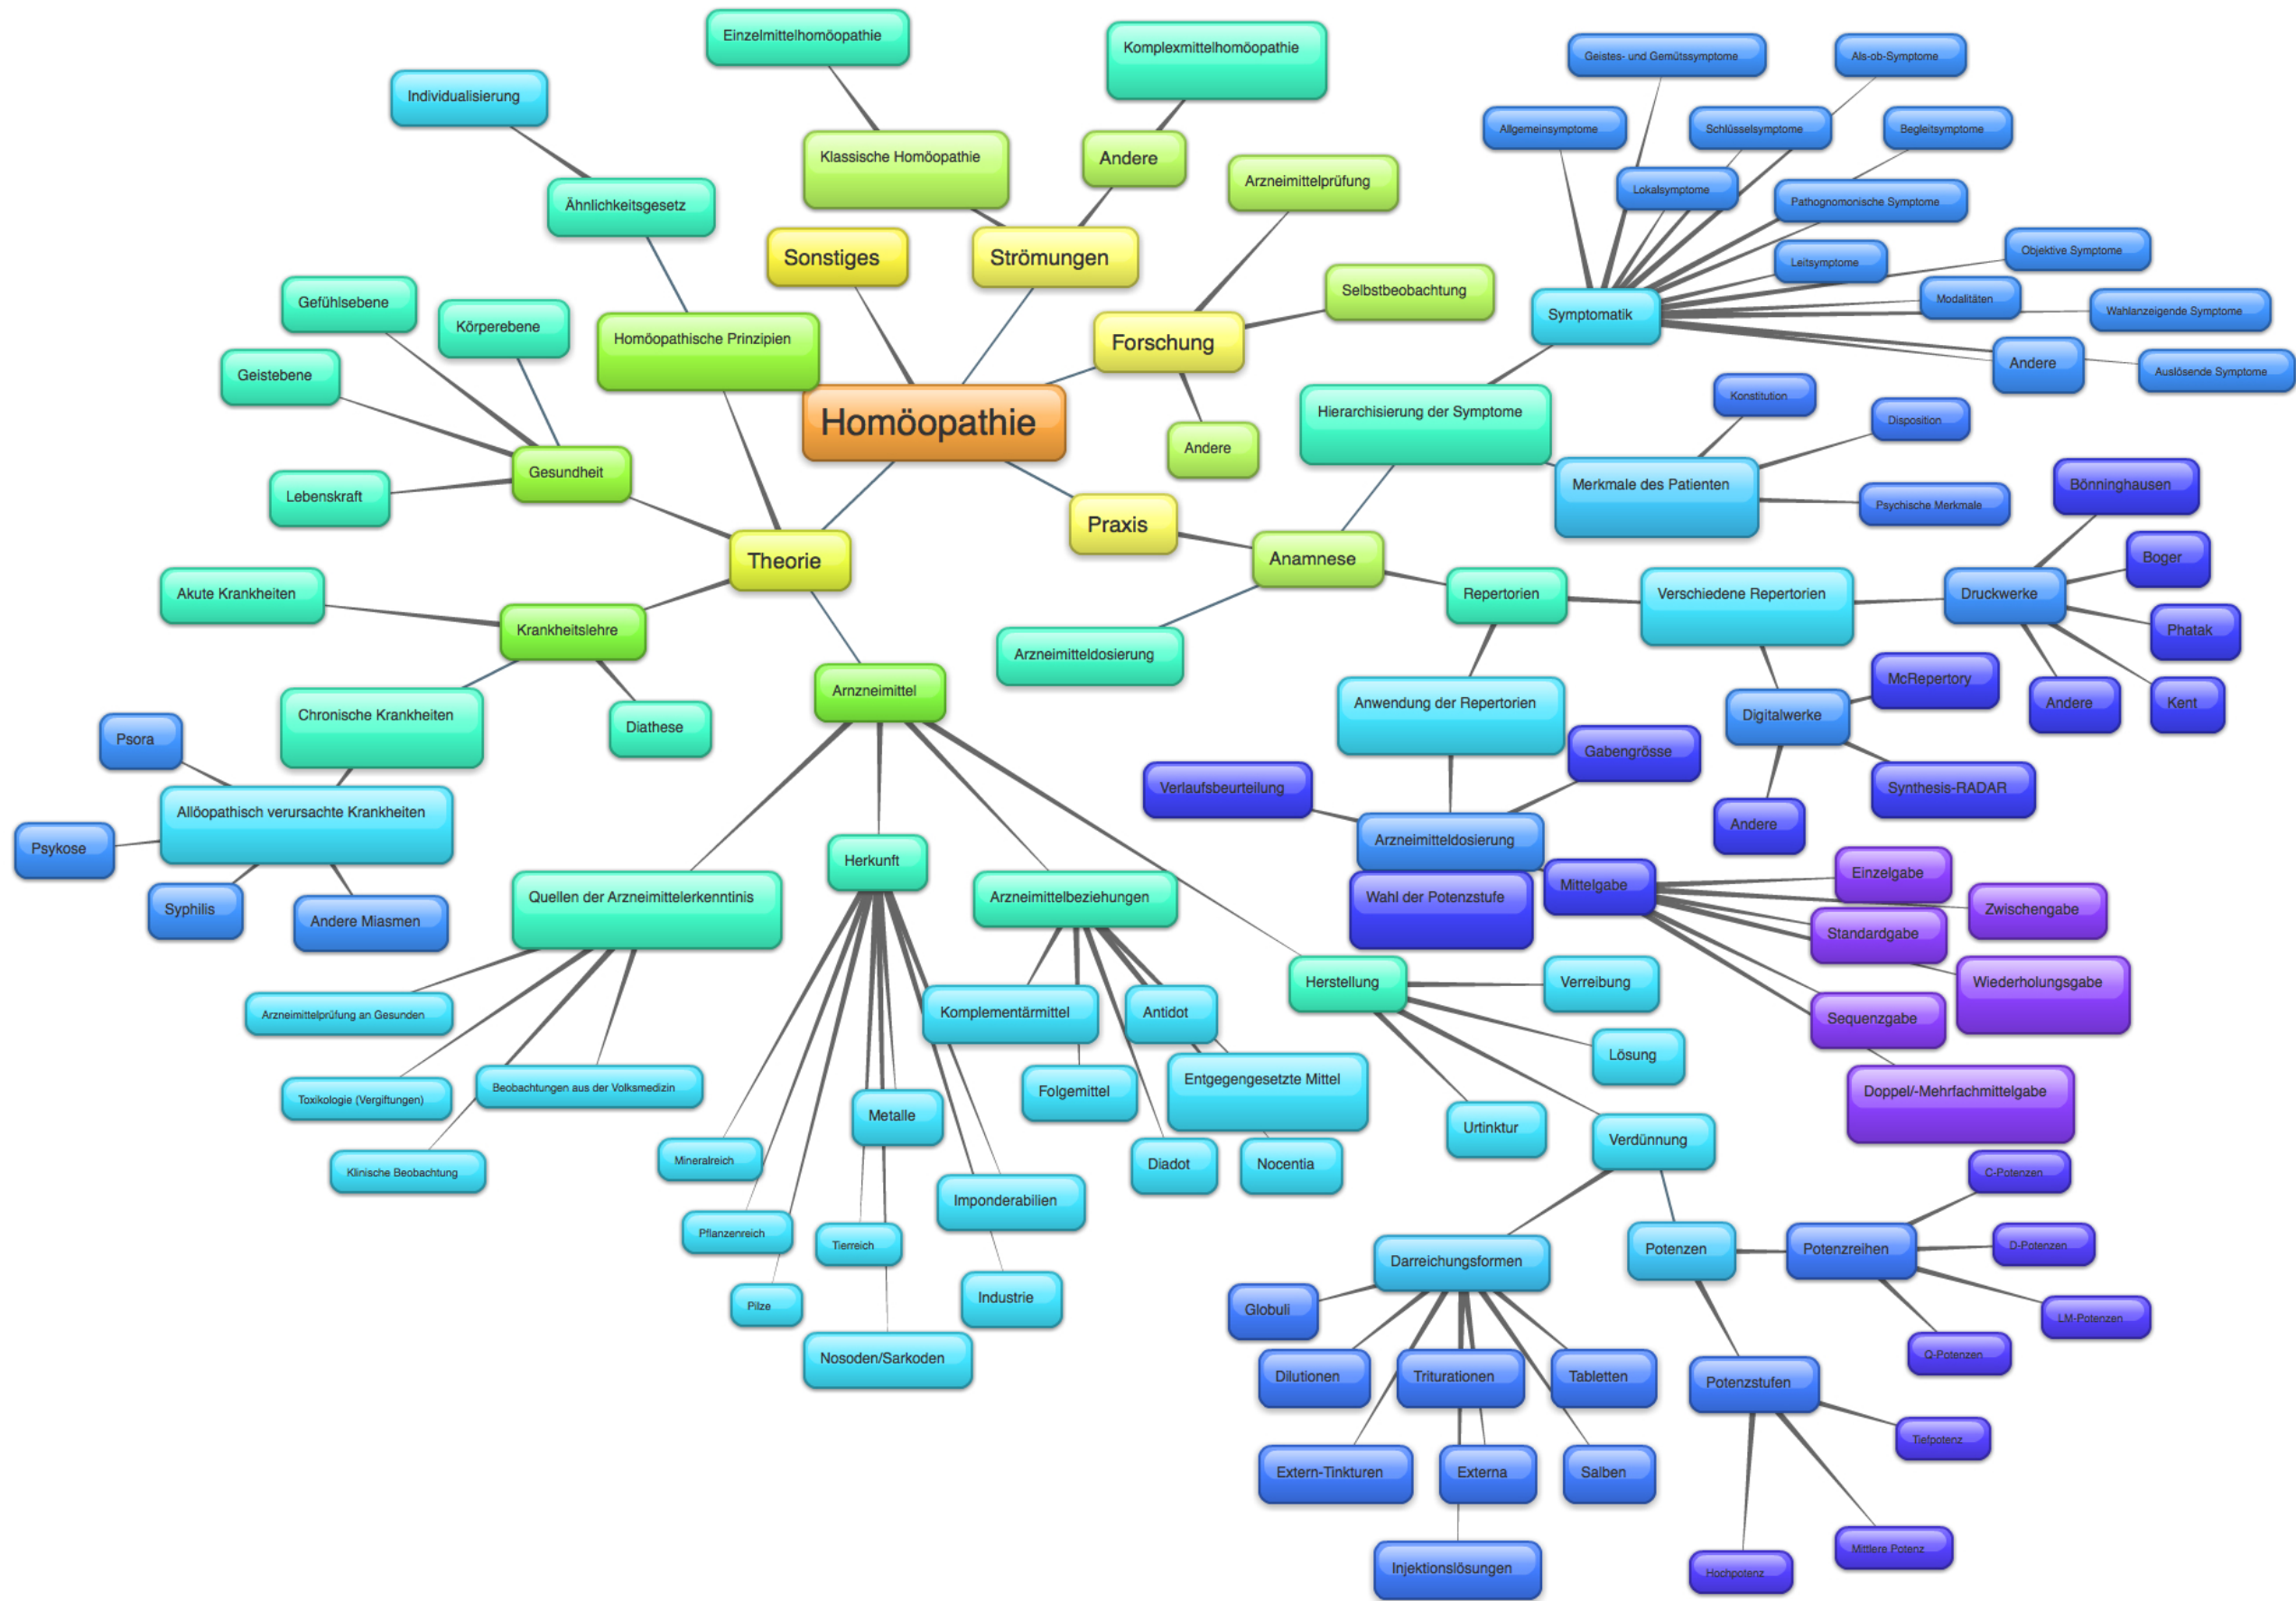 Einzelmittelhomöopathie
Komplexmittelhomöopathie
Geistes- und Gemütssymptome
Als-ob-Symptome
Individualisierung
Klassische Homöopathie
Andere
Allgemeinsymptome
Schlüsselsymptome
Begleitsymptome
Arzneimittelprüfung
Lokalsymptome
Pathognomonische Symptome
Ähnlichkeitsgesetz
Sonstiges
Strömungen
Leitsymptome
Objektive Symptome
Gefühlsebene
Körperebene
Selbstbeobachtung
Modalitäten
Wahlanzeigende Symptome
Symptomatik
Homöopathische Prinzipien
Forschung
Geistebene
Andere
Auslösende Symptome
Homöopathie
Hierarchisierung der Symptome
Konstitution
Disposition
Andere
Gesundheit
Lebenskraft
Merkmale des Patienten
Psychische Merkmale
Bönninghausen
Praxis
Theorie
Anamnese
Boger
Akute Krankheiten
Krankheitslehre
Repertorien
Verschiedene Repertorien
Druckwerke
Phatak
Arzneimitteldosierung
Arnzneimittel
McRepertory
Andere
Kent
Chronische Krankheiten
Diathese
Anwendung der Repertorien
Digitalwerke
Psora
Gabengrösse
Verlaufsbeurteilung
Synthesis-RADAR
Allöopathisch verursachte Krankheiten
Andere
Psykose
Arzneimitteldosierung
Herkunft
Syphilis
Andere Miasmen
Quellen der Arzneimittelerkenntinis
Arzneimittelbeziehungen
Wahl der Potenzstufe
Mittelgabe
Einzelgabe
Zwischengabe
Standardgabe
Herstellung
Verreibung
Wiederholungsgabe
Arzneimittelprüfung an Gesunden
Komplementärmittel
Antidot
Sequenzgabe
Lösung
Toxikologie (Vergiftungen)
Beobachtungen aus der Volksmedizin
Folgemittel
Entgegengesetzte Mittel
Doppel/-Mehrfachmittelgabe
Metalle
Urtinktur
Verdünnung
Klinische Beobachtung
Mineralreich
Diadot
Nocentia
C-Potenzen
Imponderabilien
Pflanzenreich
Tierreich
Darreichungsformen
Potenzen
Potenzreihen
D-Potenzen
Pilze
Industrie
Globuli
LM-Potenzen
Nosoden/Sarkoden
Q-Potenzen
Dilutionen
Triturationen
Tabletten
Potenzstufen
Tiefpotenz
Extern-Tinkturen
Externa
Salben
Mittlere Potenz
Injektionslösungen
Hochpotenz